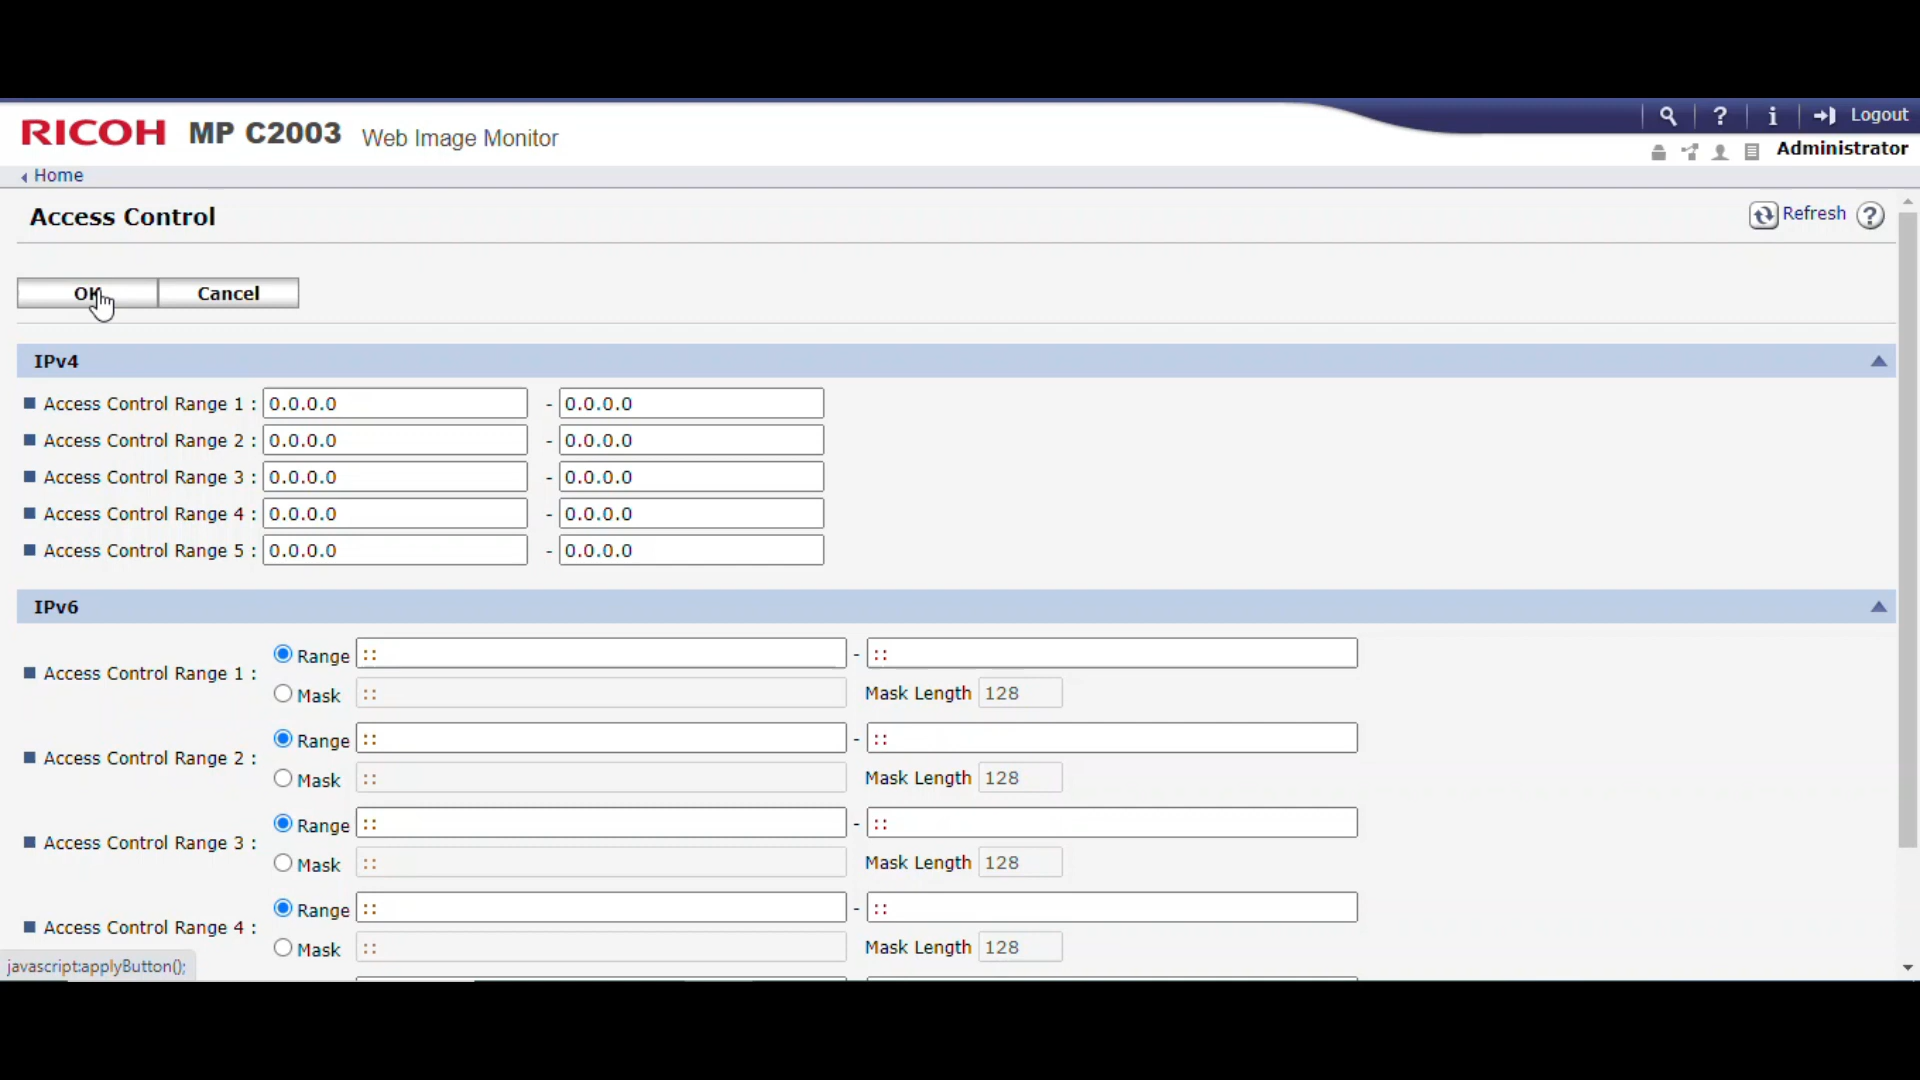 Logout
RICOH MP C2003 Web Image Monitor
Administrator
Home
Access Control
Refresh
OK Cancel
IPv4
Access Control Range 1 : 0.0.0.0 - 0.0.0.0
Access Control Range 2 : 0.0.0.0 - 0.0.0.0
Access Control Range 3 : 0.0.0.0 - 0.0.0.0
Access Control Range 4 : 0.0.0.0 - 0.0.0.0
Access Control Range 5 : 0.0.0.0 - 0.0.0.0
IPv6
Access Control Range 1 :
Range :: - ::
Mask :: Mask Length 128
Access Control Range 2 :
Range :: - ::
Mask :: Mask Length 128
Access Control Range 3 :
Range :: - ::
Mask :: Mask Length 128
Access Control Range 4 :
Range :: - ::
Mask :: Mask Length 128
javascript:applyButton();